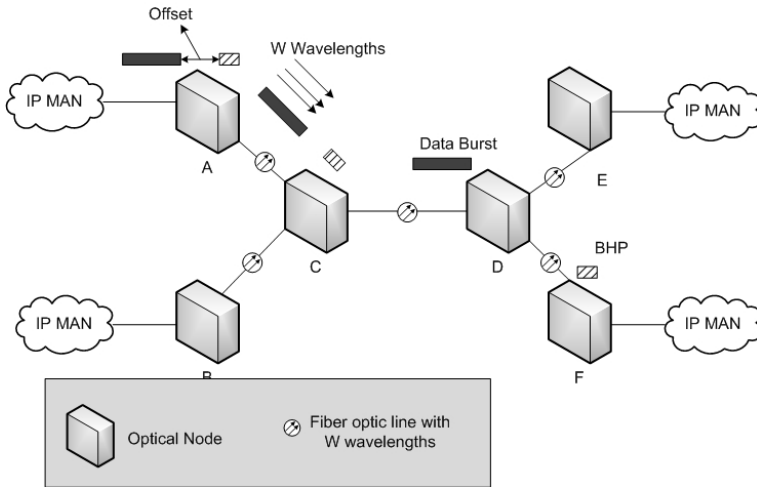 Offset
W Wavelengths
IP MAN
IP MAN
Data Burst
A
E
BHP
C
D
IP MAN
IP MAN
B
F
Optical Node
Fiber optic line with
W wavelengths